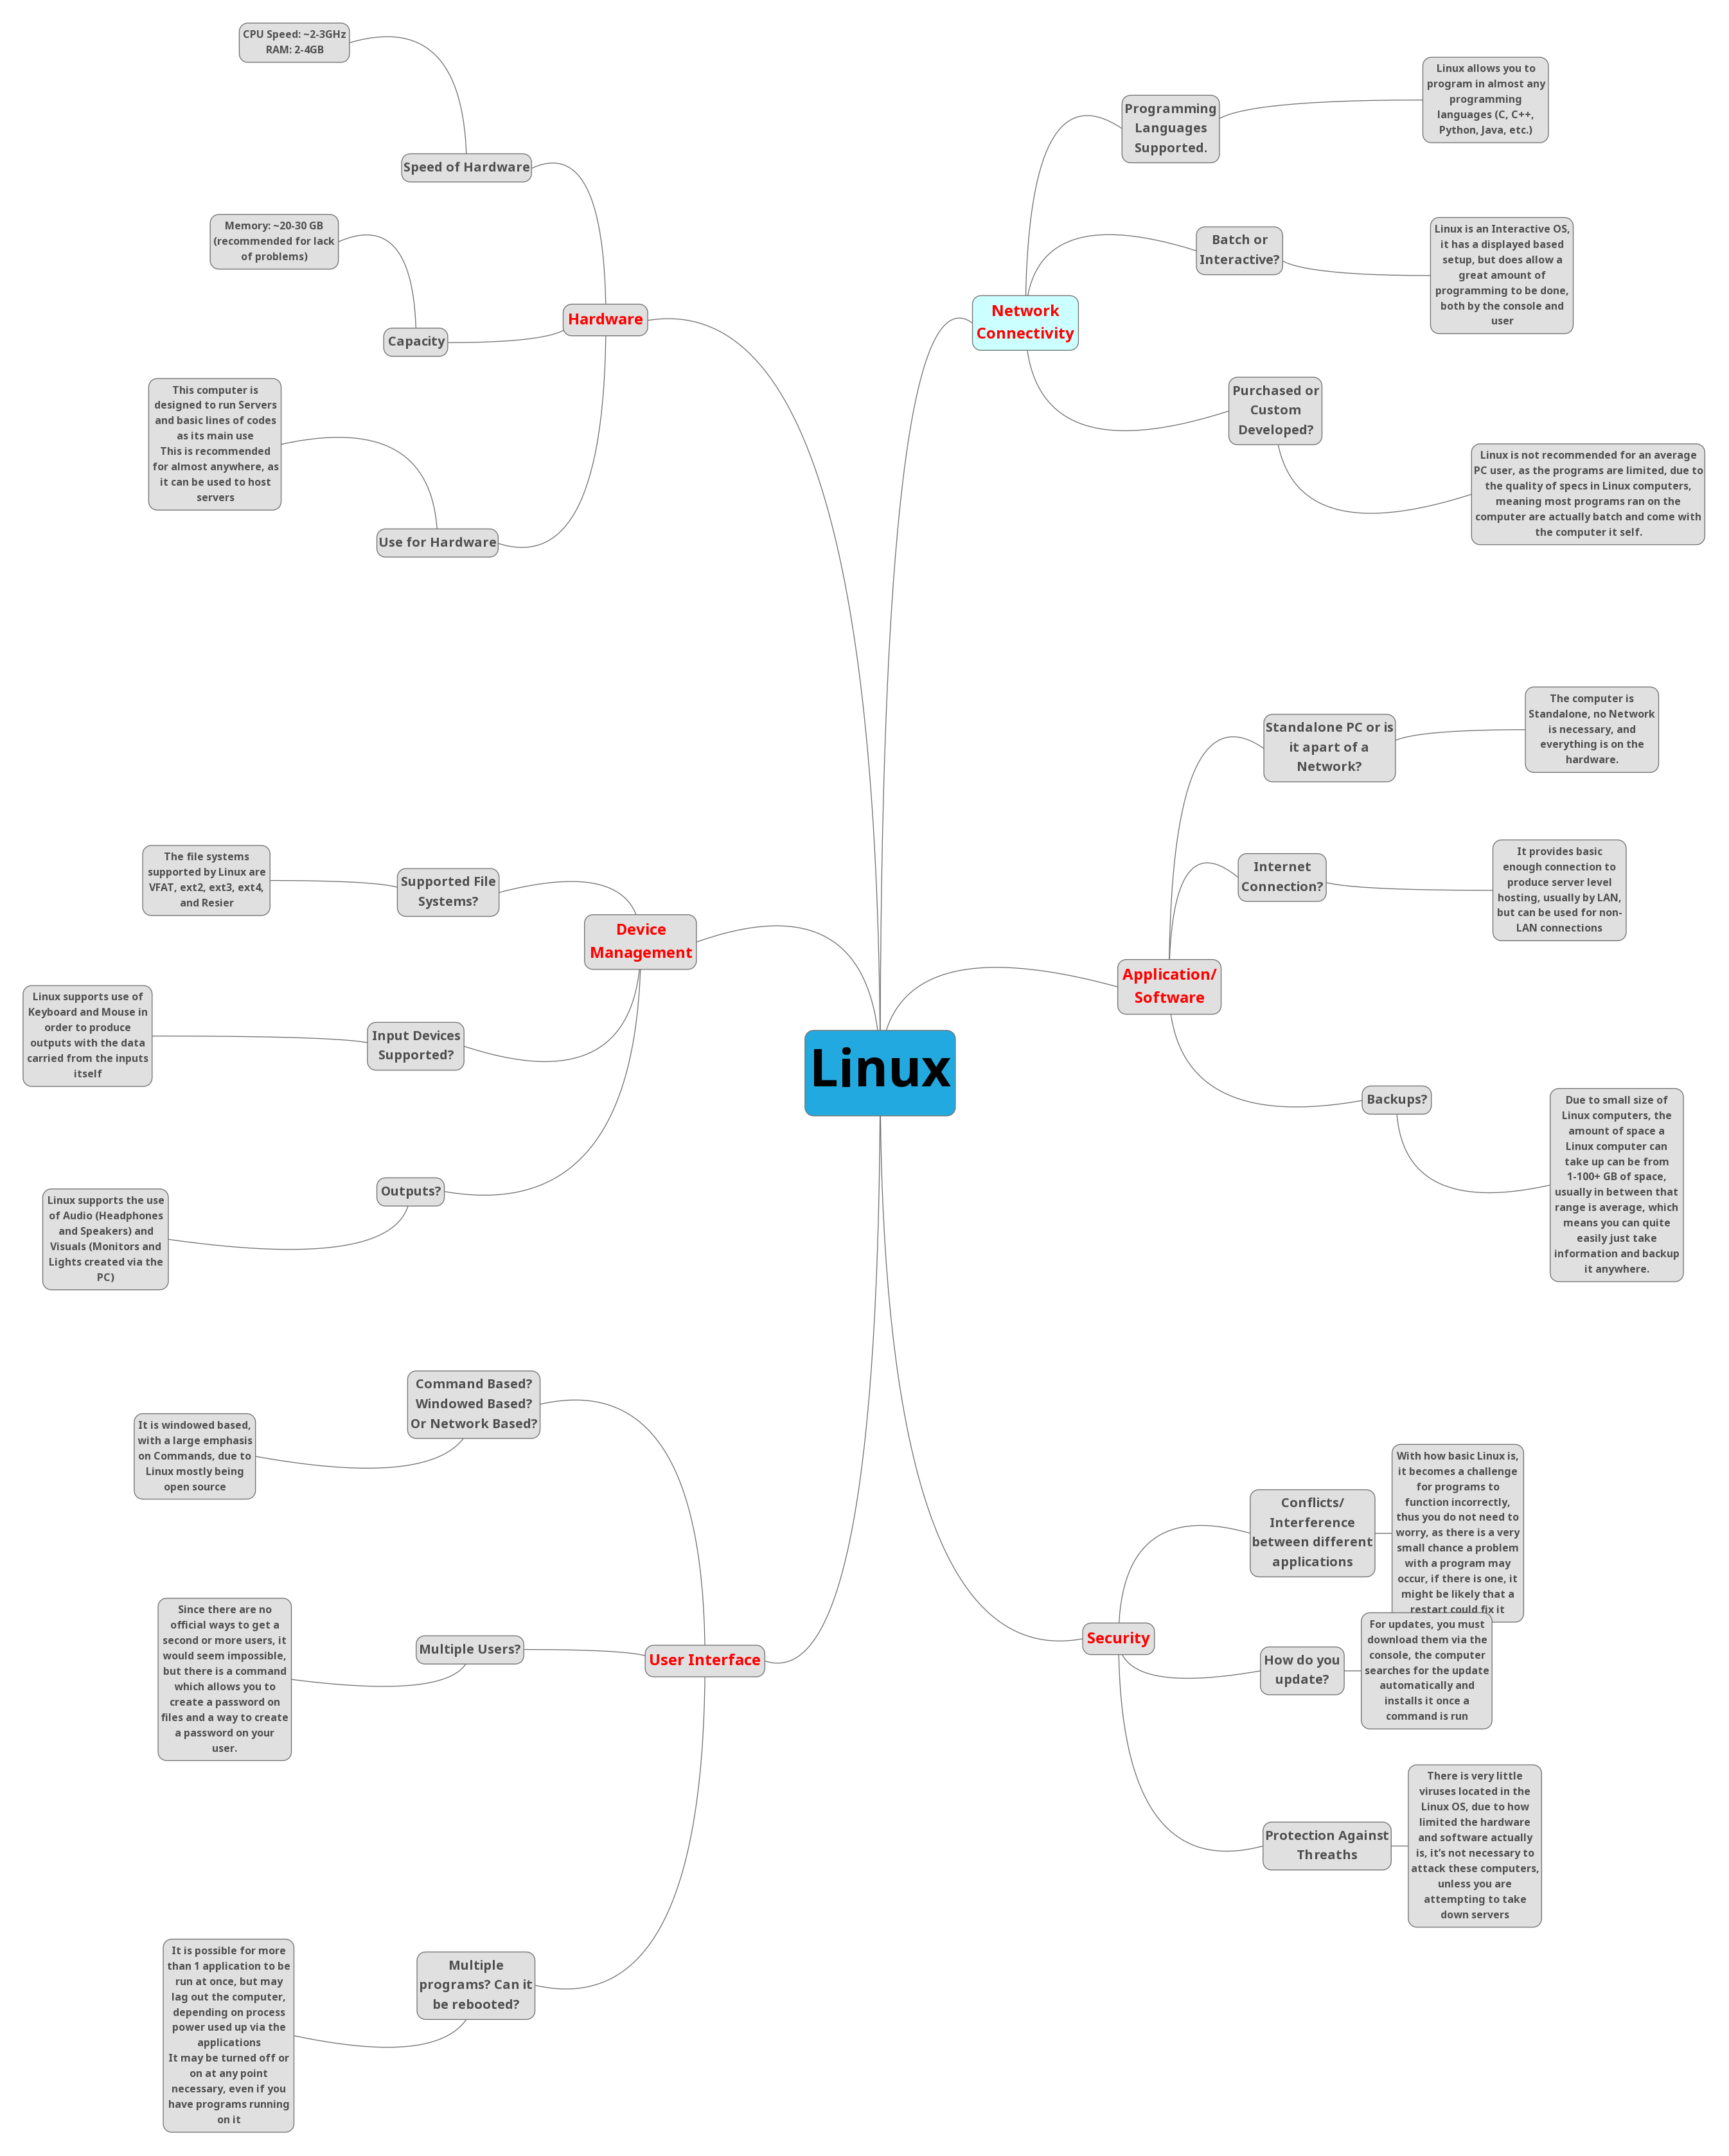 Linux
Hardware
Speed of Hardware
CPU Speed: ~2-3GHz
RAM: 2-4GB
Capacity
Memory: ~20-30 GB
(recommended for lack
of problems)
Use for Hardware
This computer is
designed to run Servers
and basic lines of codes
as its main use
This is recommended
for almost anywhere, as
it can be used to host
servers
Device
Management
Supported File
Systems?
The file systems
supported by Linux are
VFAT, ext2, ext3, ext4,
and Resier
Input Devices
Supported?
Linux supports use of
Keyboard and Mouse in
order to produce
outputs with the data
carried from the inputs
itself
Outputs?
Linux supports the use
of Audio (Headphones
and Speakers) and
Visuals (Monitors and
Lights created via the
PC)
User Interface
Command Based?
Windowed Based?
Or Network Based?
It is windowed based,
with a large emphasis
on Commands, due to
Linux mostly being
open source
Multiple Users?
Since there are no
official ways to get a
second or more users, it
would seem impossible,
but there is a command
which allows you to
create a password on
files and a way to create
a password on your
user.
Multiple
programs? Can it
be rebooted?
It is possible for more
than 1 application to be
run at once, but may
lag out the computer,
depending on process
power used up via the
applications
It may be turned off or
on at any point
necessary, even if you
have programs running
on it
Network
Connectivity
Programming
Languages
Supported.
Linux allows you to
program in almost any
programming
languages (C, C++,
Python, Java, etc.)
Batch or
Interactive?
Linux is an Interactive OS,
it has a displayed based
setup, but does allow a
great amount of
programming to be done,
both by the console and
user
Purchased or
Custom
Developed?
Linux is not recommended for an average
PC user, as the programs are limited, due to
the quality of specs in Linux computers,
meaning most programs ran on the
computer are actually batch and come with
the computer it self.
Application/
Software
Standalone PC or is
it apart of a
Network?
The computer is
Standalone, no Network
is necessary, and
everything is on the
hardware.
Internet
Connection?
It provides basic
enough connection to
produce server level
hosting, usually by LAN,
but can be used for non-
LAN connections
Backups?
Due to small size of
Linux computers, the
amount of space a
Linux computer can
take up can be from
1-100+ GB of space,
usually in between that
range is average, which
means you can quite
easily just take
information and backup
it anywhere.
Security
Conflicts/
Interference
between different
applications
With how basic Linux is,
it becomes a challenge
for programs to
function incorrectly,
thus you do not need to
worry, as there is a very
small chance a problem
with a program may
occur, if there is one, it
might be likely that a
restart could fix it
How do you
update?
For updates, you must
download them via the
console, the computer
searches for the update
automatically and
installs it once a
command is run
Protection Against
Threaths
There is very little
viruses located in the
Linux OS, due to how
limited the hardware
and software actually
is, it's not necessary to
attack these computers,
unless you are
attempting to take
down servers